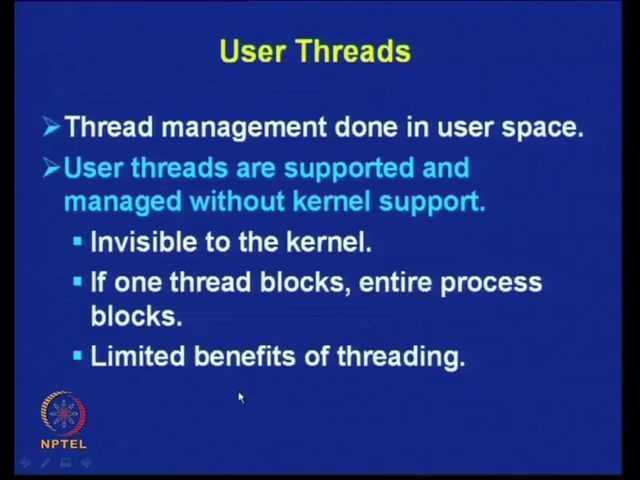 User Threads
Thread management done in user space.
User threads are supported and
managed without kernel support.
Invisible to the kernel.
If one thread blocks, entire process
blocks.
Limited benefits of threading.
NPTEL